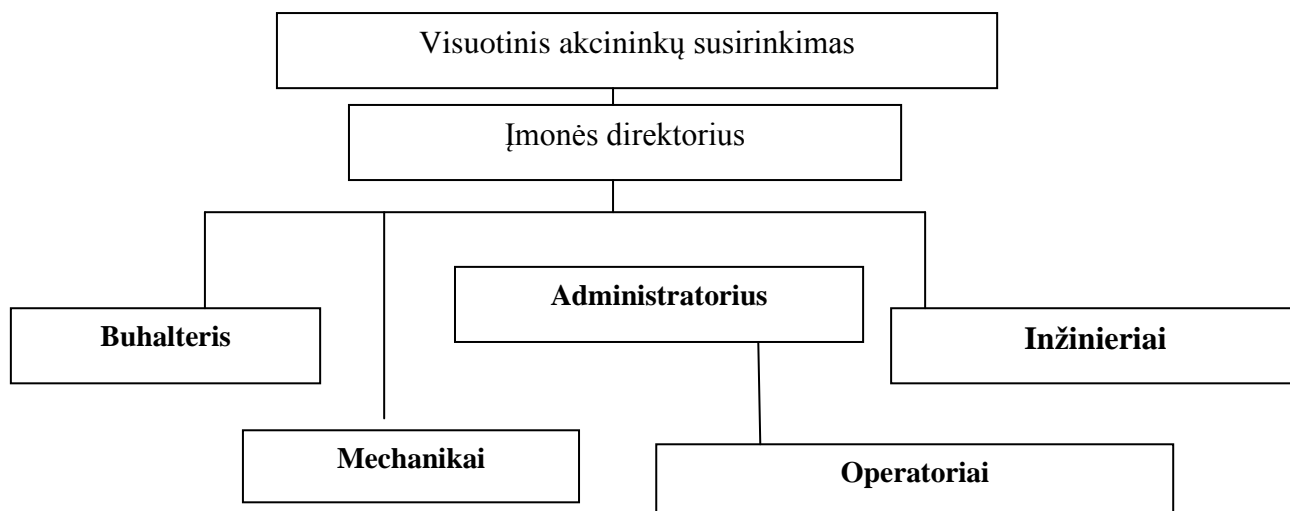 Visuotinis akcininkų susirinkimas
Įmonės direktorius
Administratorius
Buhalteris
Inžinieriai
Mechanikai
Operatoriai